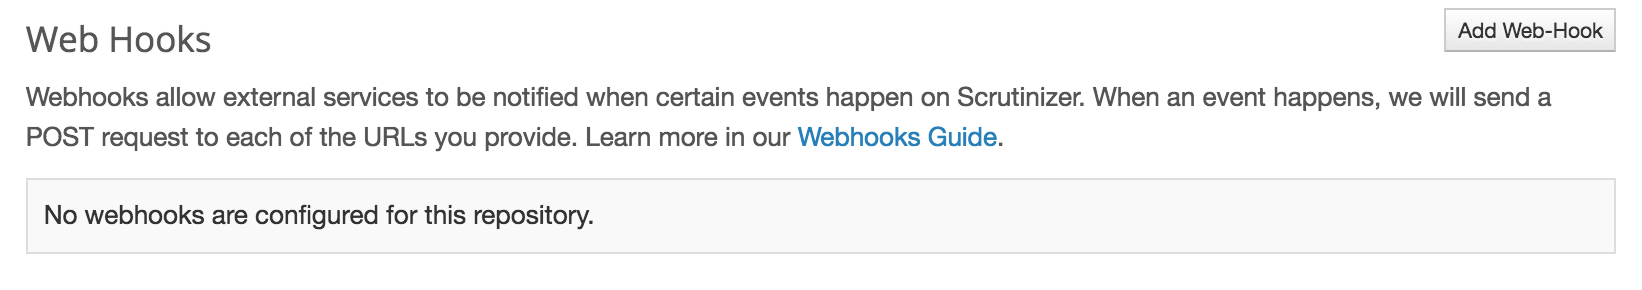 Web Hooks
Add Web-Hook
Webhooks allow external services to be notified when certain events happen on Scrutinizer. When an event happens, we will send a
POST request to each of the URLs you provide. Learn more in our Webhooks Guide.
No webhooks are configured for this repository.